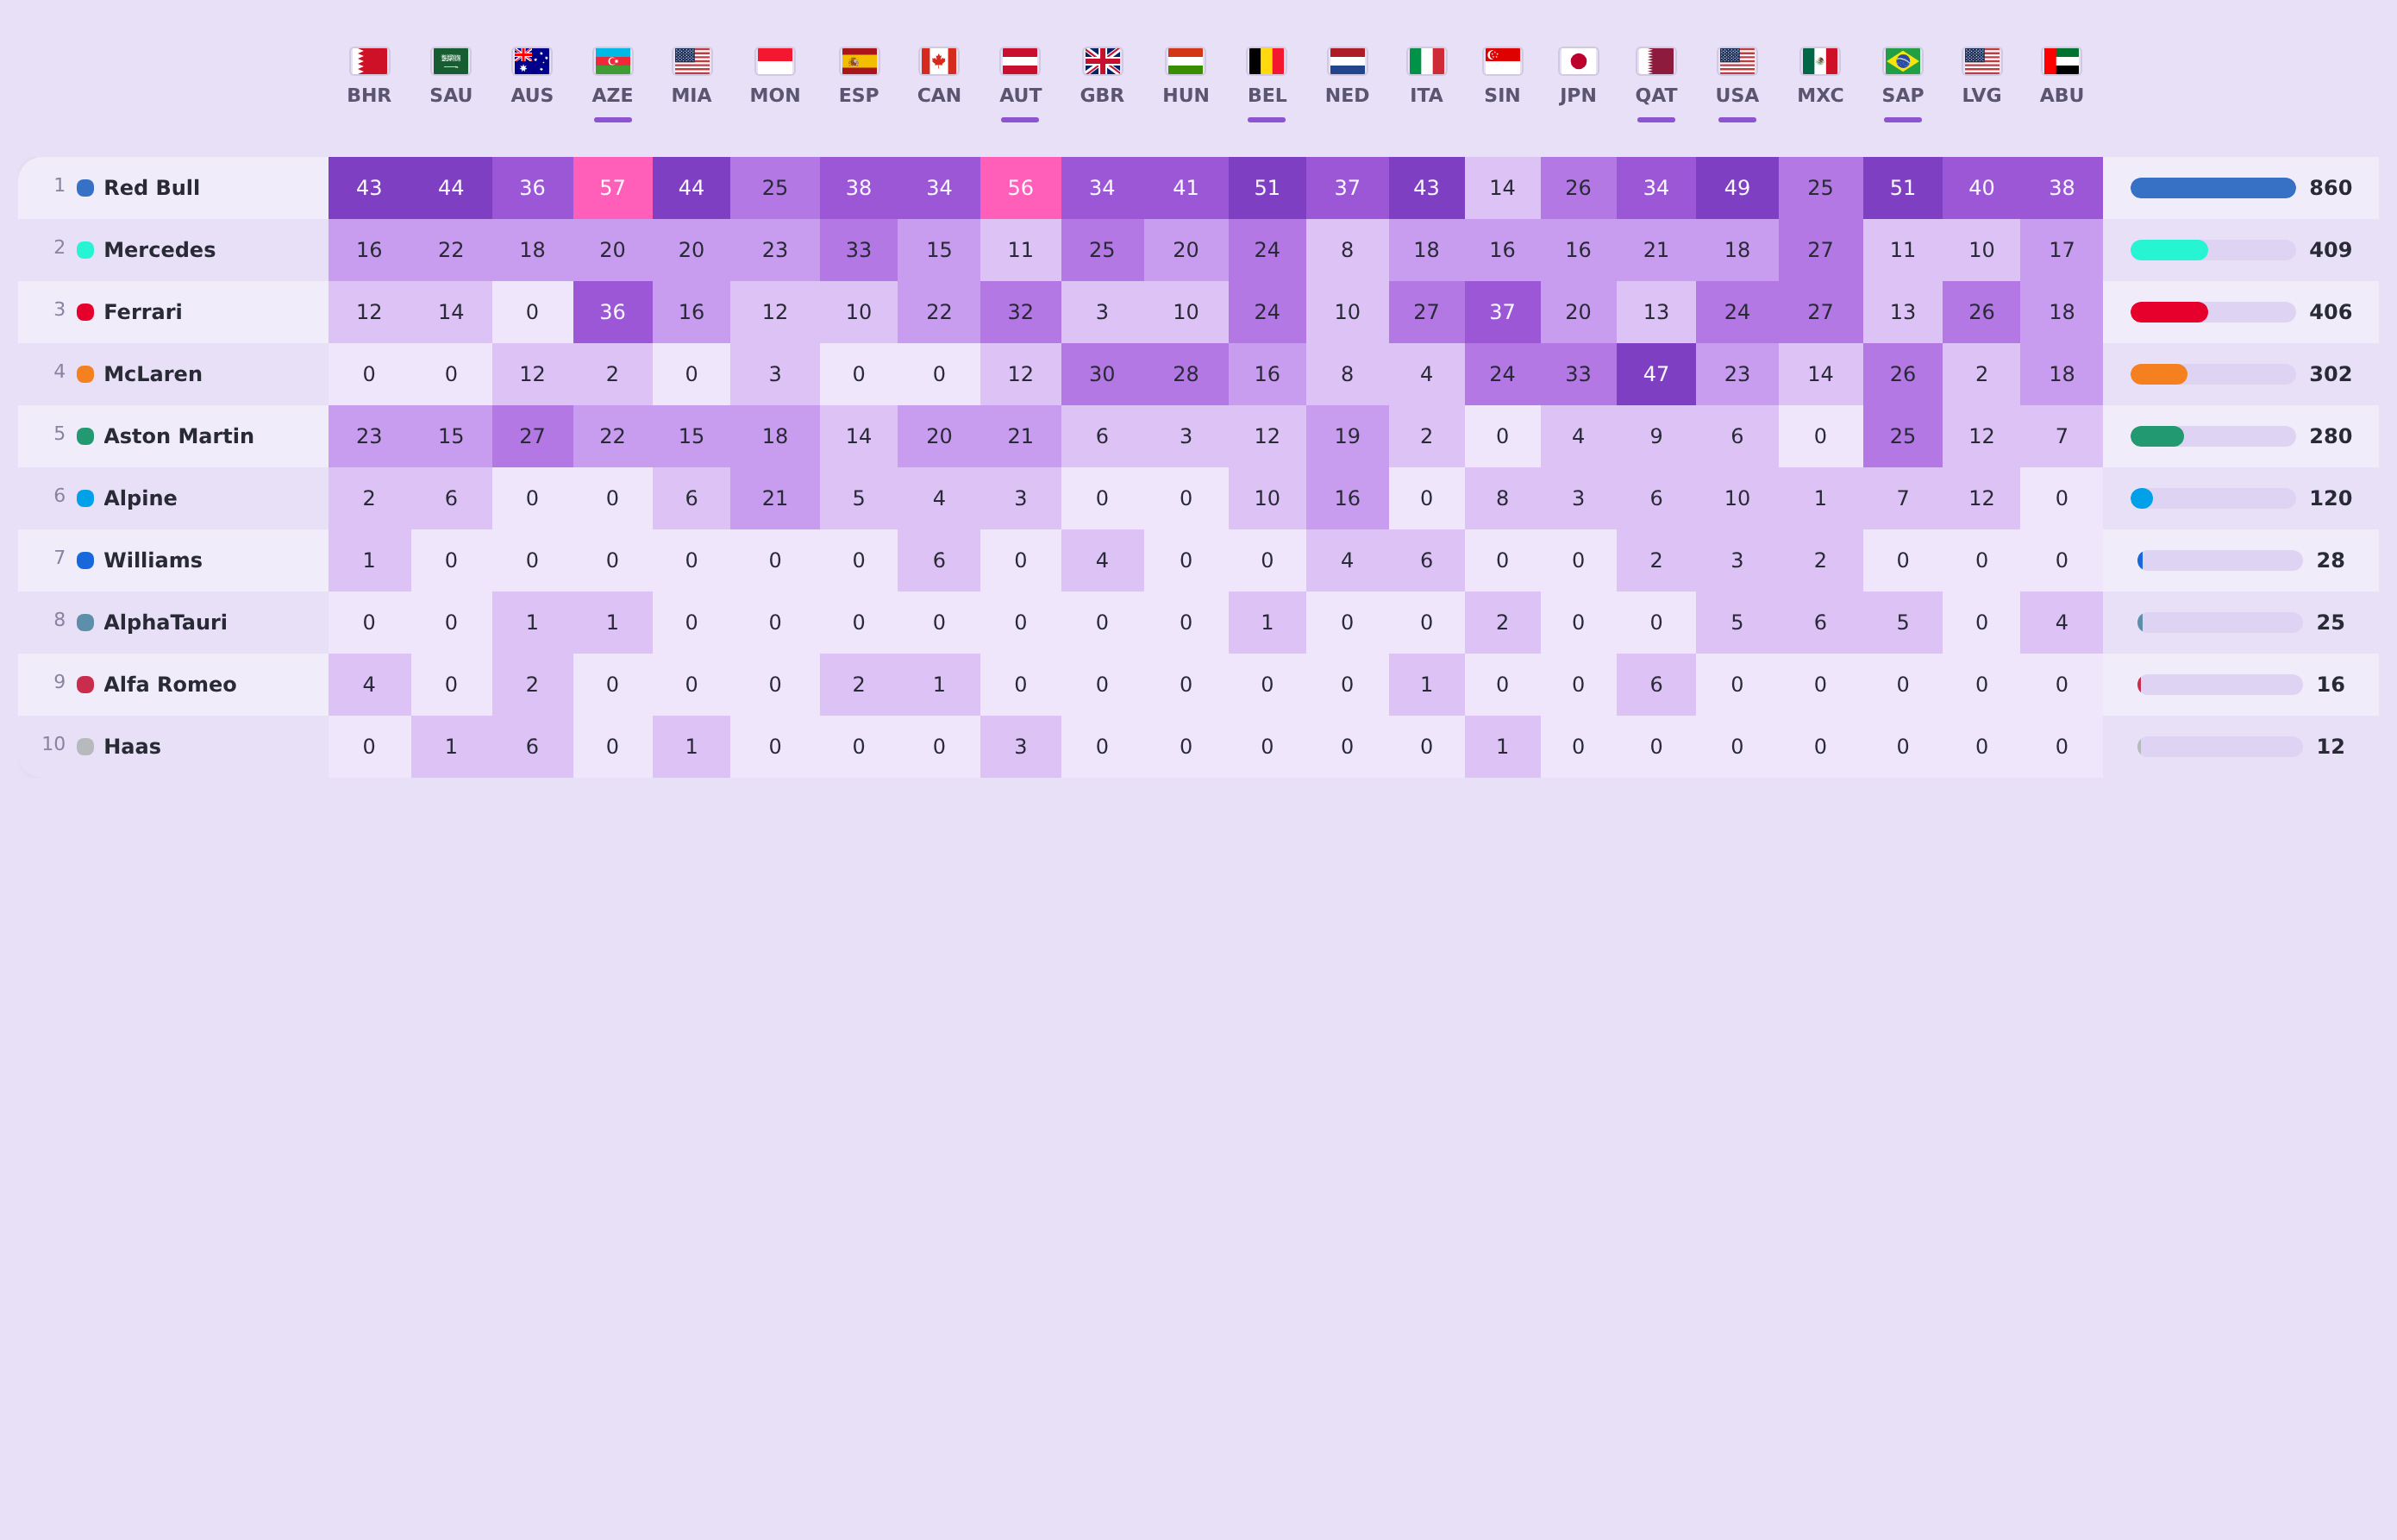 BHR SAU AUS AZE MIA MON ESP CAN AUT GBR HUN BEL NED ITA SIN JPN QAT USA MXC SAP LVG ABU
1 Red Bull 43 44 36 57 44 25 38 34 56 34 41 51 37 43 14 26 34 49 25 51 40 38 860
2 Mercedes 16 22 18 20 20 23 33 15 11 25 20 24 8 18 16 16 21 18 27 11 10 17 409
3 Ferrari 12 14 0 36 16 12 10 22 32 3 10 24 10 27 37 20 13 24 27 13 26 18 406
4 McLaren 0 0 12 2 0 3 0 0 12 30 28 16 8 4 24 33 47 23 14 26 2 18 302
5 Aston Martin 23 15 27 22 15 18 14 20 21 6 3 12 19 2 0 4 9 6 0 25 12 7 280
6 Alpine 2 6 0 0 6 21 5 4 3 0 0 10 16 0 8 3 6 10 1 7 12 0 120
7 Williams 1 0 0 0 0 0 0 6 0 4 0 0 4 6 0 0 2 3 2 0 0 0 28
8 AlphaTauri 0 0 1 1 0 0 0 0 0 0 0 1 0 0 2 0 0 5 6 5 0 4 25
9 Alfa Romeo 4 0 2 0 0 0 2 1 0 0 0 0 0 1 0 0 6 0 0 0 0 0 16
10 Haas 0 1 6 0 1 0 0 0 3 0 0 0 0 0 1 0 0 0 0 0 0 0 12